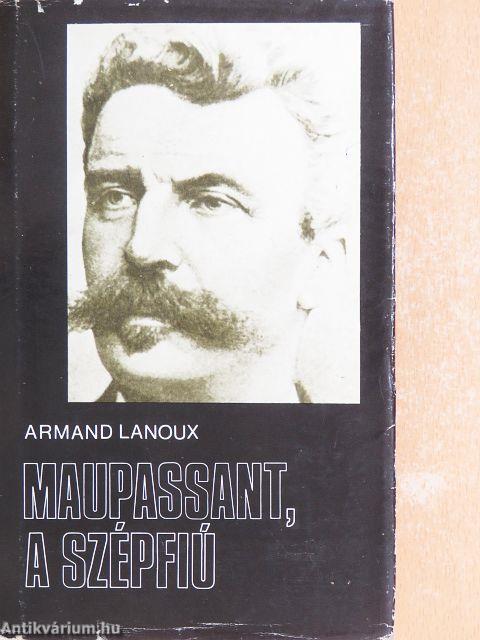 ARMAND LANOUX
MAUPASSANT,
A SZÉPFIÚ
Antikvárium.hu